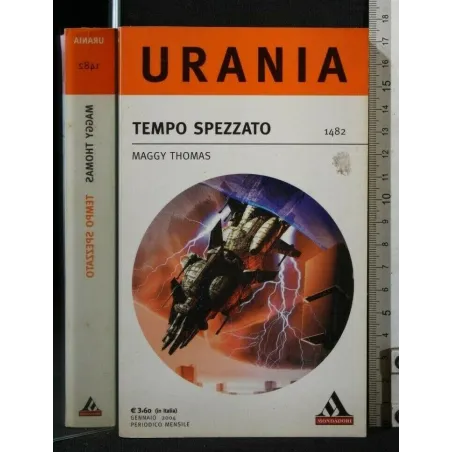 URANIA
1482
MAGGY THOMAS TEMPO SPEZZATO
MONDADORI
URANIA
TEMPO SPEZZATO 1482
MAGGY THOMAS
€ 3,60 (in Italia)
GENNAIO 2004
PERIODICO MENSILE
MONDADORI